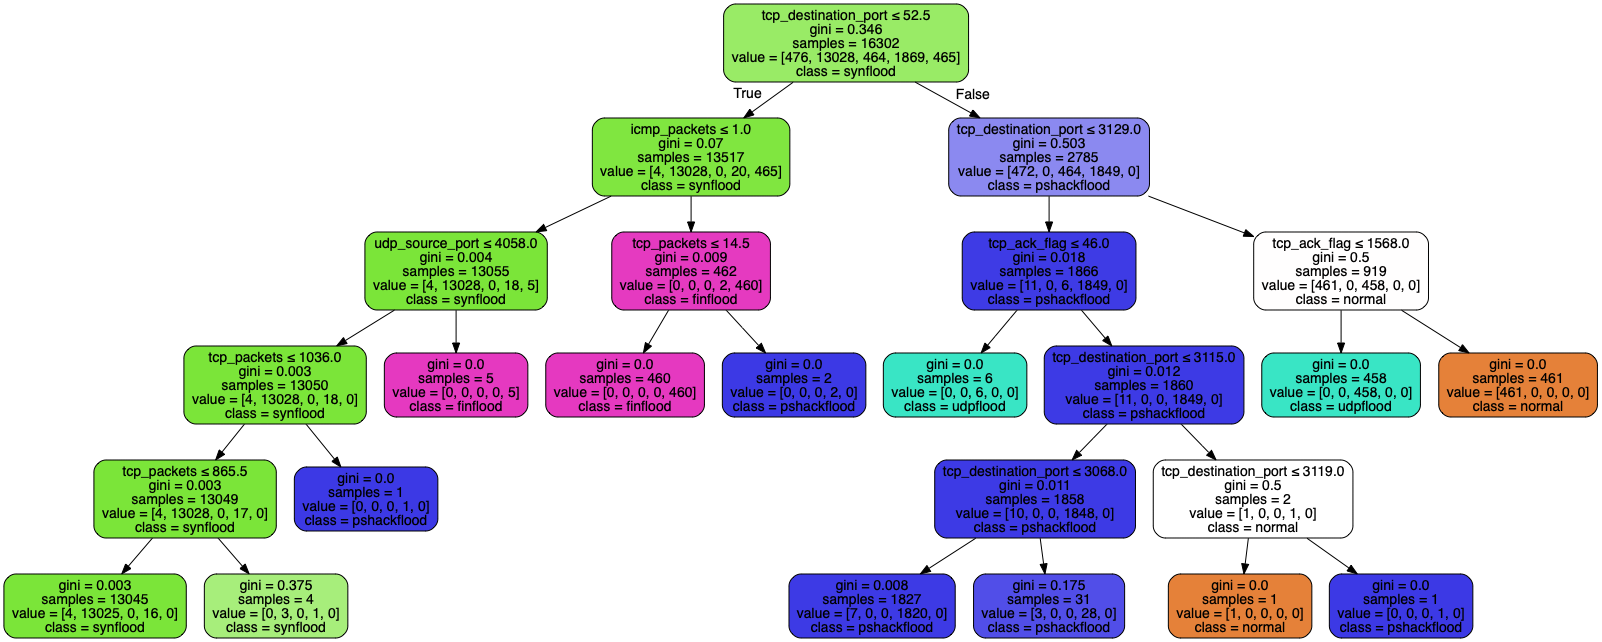 tcp_destination_port ≤ 52.5
gini = 0.346
samples = 16302
value = [476, 13028, 464, 1869, 465]
class = synflood
True
False
icmp_packets ≤ 1.0
gini = 0.07
samples = 13517
value = [4, 13028, 0, 20, 465]
class = synflood
tcp_destination_port ≤ 3129.0
gini = 0.503
samples = 2785
value = [472, 0, 464, 1849, 0]
class = pshackflood
udp_source_port ≤ 4058.0
gini = 0.004
samples = 13055
value = [4, 13028, 0, 18, 5]
class = synflood
tcp_packets ≤ 14.5
gini = 0.009
samples = 462
value = [0, 0, 0, 2, 460]
class = finflood
tcp_ack_flag ≤ 46.0
gini = 0.018
samples = 1866
value = [11, 0, 6, 1849, 0]
class = pshackflood
tcp_ack_flag ≤ 1568.0
gini = 0.5
samples = 919
value = [461, 0, 458, 0, 0]
class = normal
tcp_packets ≤ 1036.0
gini = 0.003
samples = 13050
value = [4, 13028, 0, 18, 0]
class = synflood
gini = 0.0
samples = 5
value = [0, 0, 0, 0, 5]
class = finflood
gini = 0.0
samples = 460
value = [0, 0, 0, 0, 460]
class = finflood
gini = 0.0
samples = 2
value = [0, 0, 0, 2, 0]
class = pshackflood
gini = 0.0
samples = 6
value = [0, 0, 6, 0, 0]
class = udpflood
tcp_destination_port ≤ 3115.0
gini = 0.012
samples = 1860
value = [11, 0, 0, 1849, 0]
class = pshackflood
gini = 0.0
samples = 458
value = [0, 0, 458, 0, 0]
class = udpflood
gini = 0.0
samples = 461
value = [461, 0, 0, 0, 0]
class = normal
tcp_packets ≤ 865.5
gini = 0.003
samples = 13049
value = [4, 13028, 0, 17, 0]
class = synflood
gini = 0.0
samples = 1
value = [0, 0, 0, 1, 0]
class = pshackflood
tcp_destination_port ≤ 3068.0
gini = 0.011
samples = 1858
value = [10, 0, 0, 1848, 0]
class = pshackflood
tcp_destination_port ≤ 3119.0
gini = 0.5
samples = 2
value = [1, 0, 0, 1, 0]
class = normal
gini = 0.003
samples = 13045
value = [4, 13025, 0, 16, 0]
class = synflood
gini = 0.375
samples = 4
value = [0, 3, 0, 1, 0]
class = synflood
gini = 0.008
samples = 1827
value = [7, 0, 0, 1820, 0]
class = pshackflood
gini = 0.175
samples = 31
value = [3, 0, 0, 28, 0]
class = pshackflood
gini = 0.0
samples = 1
value = [1, 0, 0, 0, 0]
class = normal
gini = 0.0
samples = 1
value = [0, 0, 0, 1, 0]
class = pshackflood